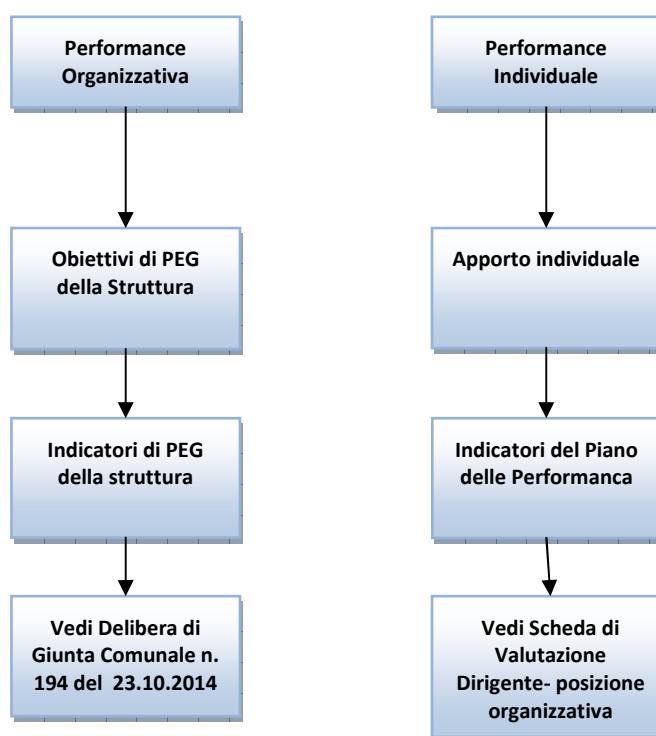 Performance
Organizzativa
Obiettivi di PEG
della Struttura
Indicatori di PEG
della struttura
Vedi Delibera di
Giunta Comunale n.
194 del 23.10.2014
Performance
Individuale
Apporto individuale
Indicatori del Piano
delle Performanca
Vedi Scheda di
Valutazione
Dirigente- posizione
organizzativa